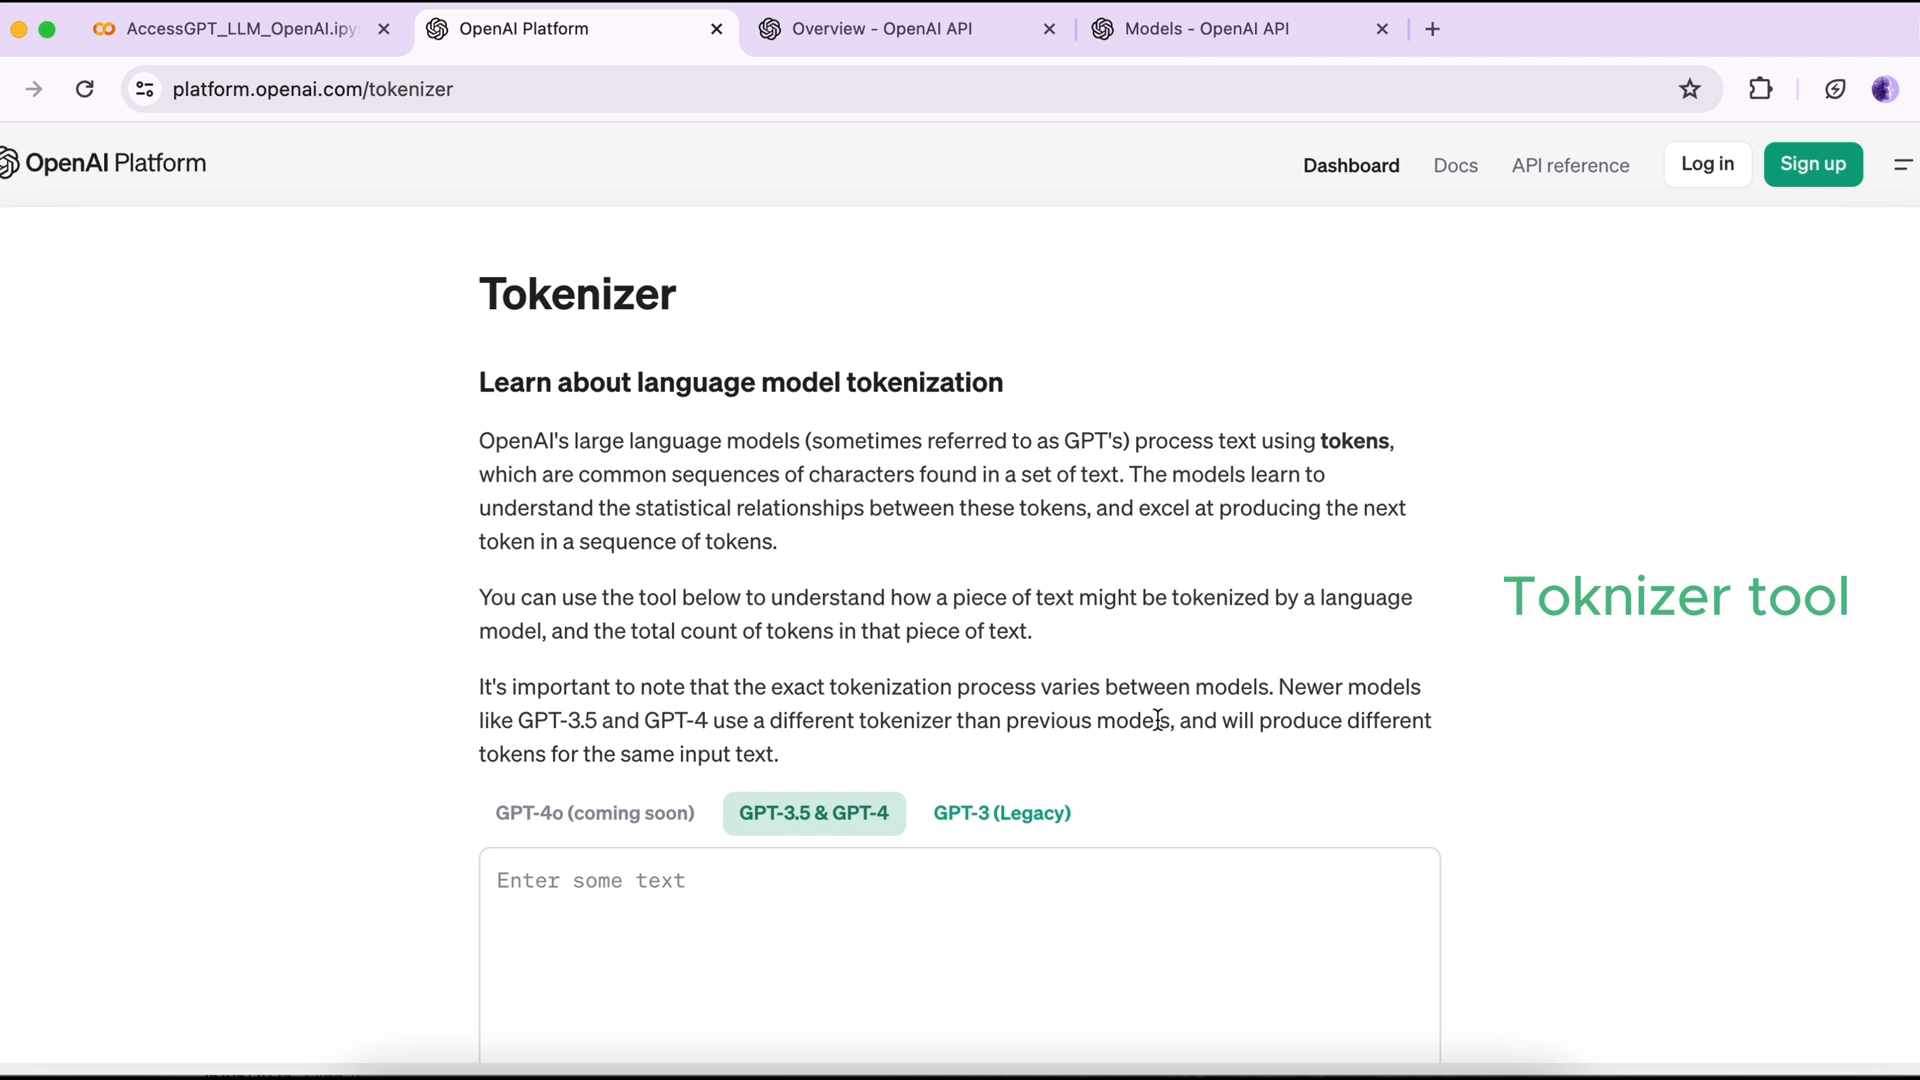 AccessGPT_LLM_OpenAI.ipy
OpenAI Platform
Overview - OpenAI API
Models - OpenAI API
platform.openai.com/tokenizer
OpenAI Platform
Dashboard
Docs
API reference
Log in
Sign up
Tokenizer
Learn about language model tokenization
OpenAI's large language models (sometimes referred to as GPT's) process text using tokens,
which are common sequences of characters found in a set of text. The models learn to
understand the statistical relationships between these tokens, and excel at producing the next
token in a sequence of tokens.
You can use the tool below to understand how a piece of text might be tokenized by a language
model, and the total count of tokens in that piece of text.
Toknizer tool
It's important to note that the exact tokenization process varies between models. Newer models
like GPT-3.5 and GPT-4 use a different tokenizer than previous models, and will produce different
tokens for the same input text.
GPT-4o (coming soon)
GPT-3.5 & GPT-4
GPT-3 (Legacy)
Enter some text